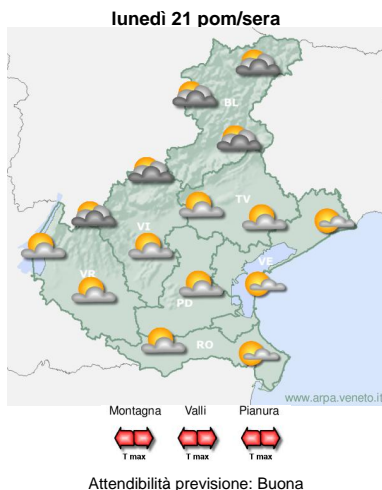 lunedì 21 pom/sera
BL
TV
VI
VR
VE
PD
RO
www.arpa.veneto.it
Montagna Valli Pianura
T max T max T max
Attendibilità previsione: Buona